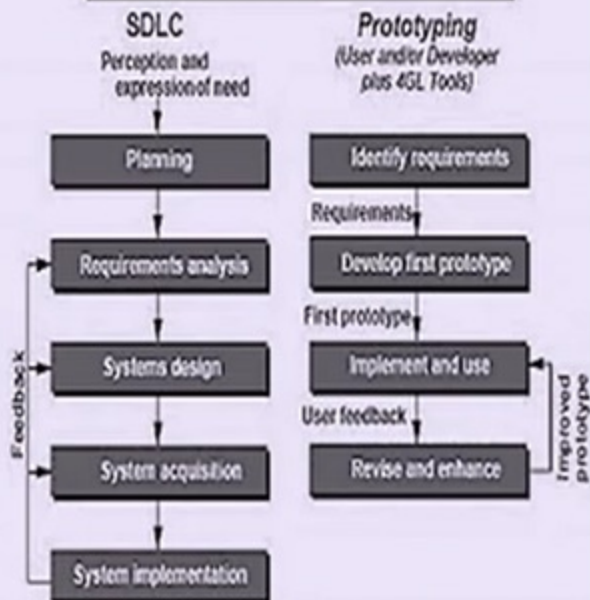 SDLC
Perception and
expression of need
Planning
Requirements analysis
Systems design
System acquisition
System implementation
Feedback
Prototyping
(User and/or Developer
plus 4GL Tools)
Identify requirements
Requirements
Develop first prototype
First prototype
Implement and use
User feedback
Revise and enhance
Improved
prototype